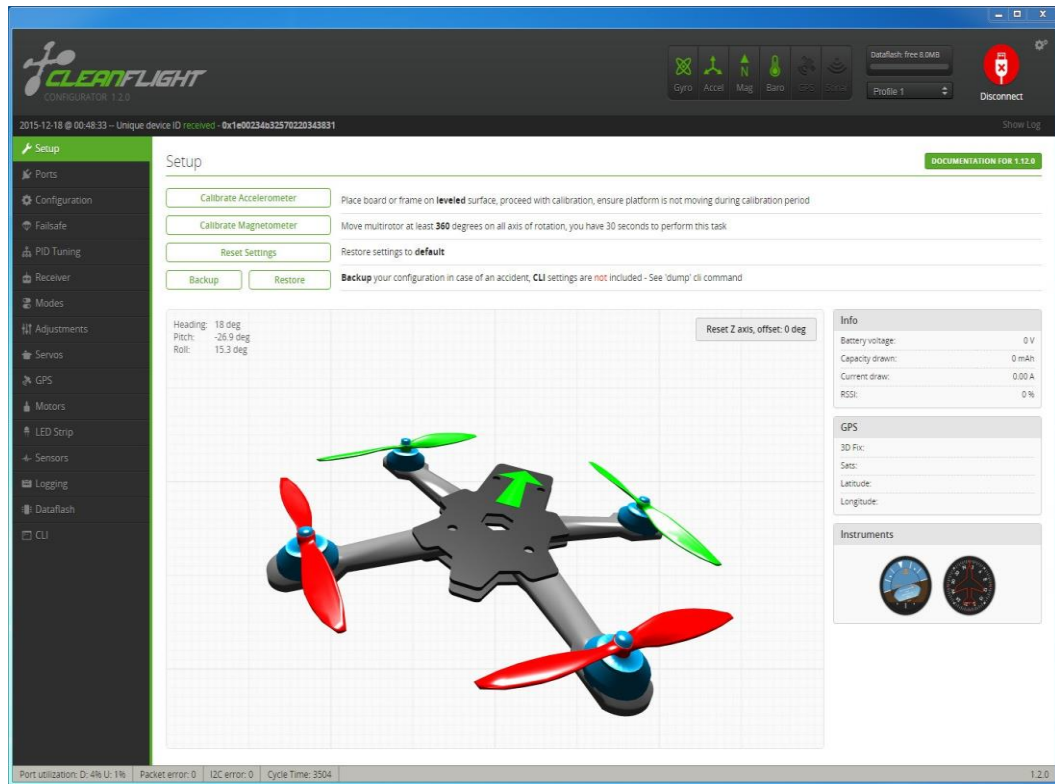 CLEANFLIGHT
CONFIGURATOR 1.2.0
Gyro Accel Mag Baro GPS Sonar
Dataflash: free 8.0MB
Profile 1
Disconnect
2015-12-18 @ 00:48:33 -- Unique device ID received - 0x1e00234b32570220343831
Show Log
Setup
Ports
Configuration
Failsafe
PID Tuning
Receiver
Modes
Adjustments
Servos
GPS
Motors
LED Strip
Sensors
Logging
Dataflash
CLI
Setup
DOCUMENTATION FOR 1.12.0
Calibrate Accelerometer Place board or frame on leveled surface, proceed with calibration, ensure platform is not moving during calibration period
Calibrate Magnetometer Move multirotor at least 360 degrees on all axis of rotation, you have 30 seconds to perform this task
Reset Settings Restore settings to default
Backup Restore Backup your configuration in case of an accident, CLI settings are not included - See 'dump' cli command
Heading: 18 deg
Pitch: -26.9 deg
Roll: 15.3 deg
Reset Z axis, offset: 0 deg
Info
Battery voltage: 0 V
Capacity drawn: 0 mAh
Current draw: 0.00 A
RSSI: 0 %
GPS
3D Fix:
Sats:
Latitude:
Longitude:
Instruments
Port utilization: D: 4% U: 1% Packet error: 0 I2C error: 0 Cycle Time: 3504
1.2.0